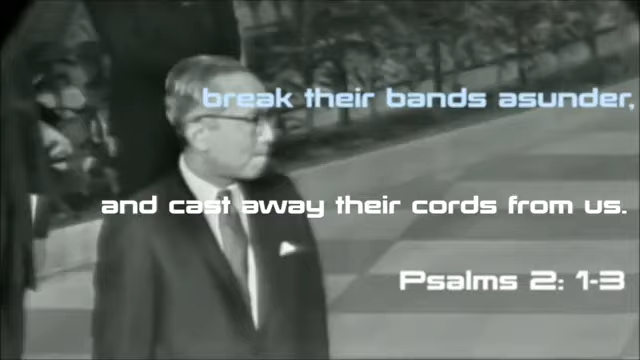 break their bands asunder,
and cast away their cords from us.
Psalms 2: 1-3